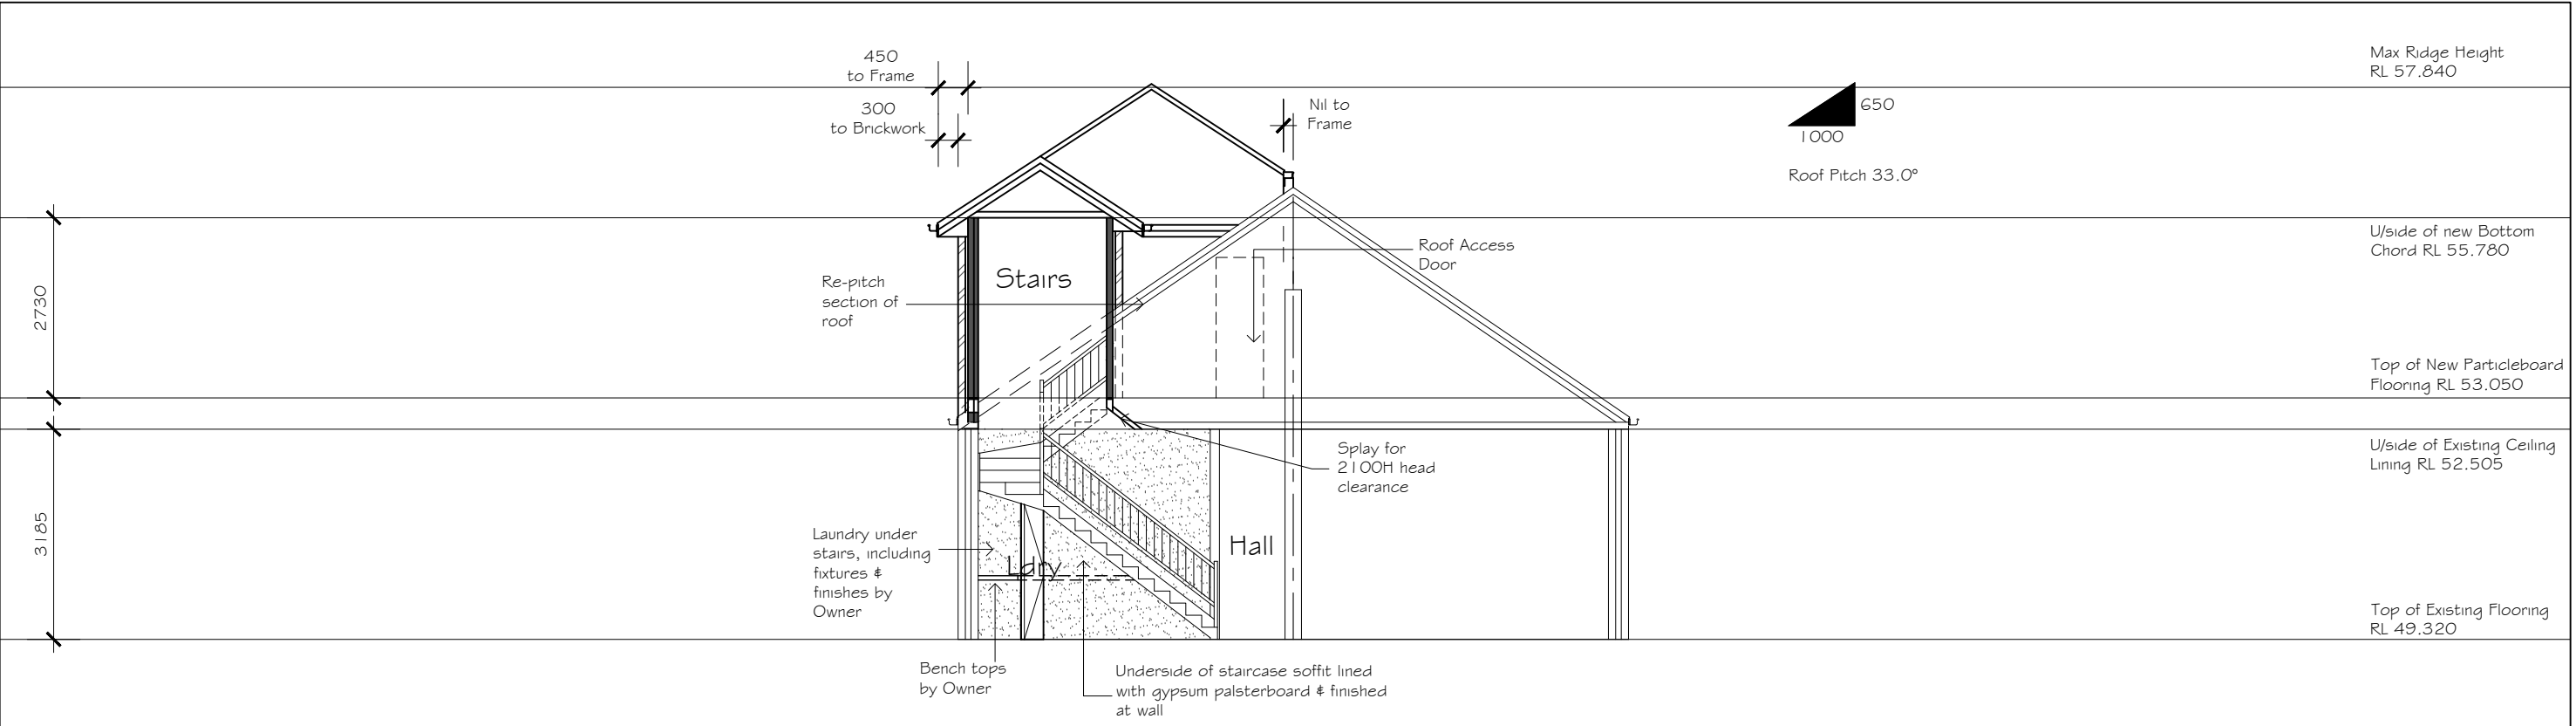 Max Ridge Height
RL 57.840
450
to Frame
300
to Brickwork
Nil to
Frame
650
1000
Roof Pitch 33.0°
U/side of new Bottom
Chord RL 55.780
Roof Access
Door
Stairs
Re-pitch
section of
roof
2730
Top of New Particleboard
Flooring RL 53.050
U/side of Existing Ceiling
Lining RL 52.505
Splay for
2100H head
clearance
3185
Hall
Laundry under
stairs, including
fixtures &
finishes by
Owner
Ldry
Top of Existing Flooring
RL 49.320
Bench tops
by Owner
Underside of staircase soffit lined
with gypsum palsterboard & finished
at wall